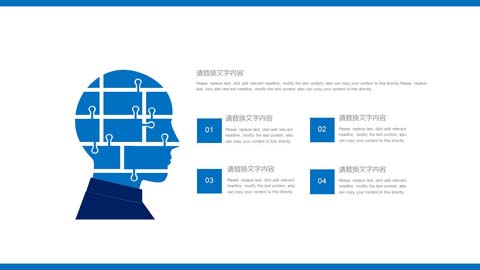 请替换文字内容
Please replace text, click add relevant headline, modify the text content, also can copy your content to this directly. Please replace
text, click add relevant headline, modify the text content, also can copy your content to this directly.
01
请替换文字内容
Please replace text, click add relevant
headline, modify the text content, also
can copy your content to this directly.
02
请替换文字内容
Please replace text, click add relevant
headline, modify the text content, also
can copy your content to this directly.
03
请替换文字内容
Please replace text, click add relevant
headline, modify the text content, also
can copy your content to this directly.
04
请替换文字内容
Please replace text, click add relevant
headline, modify the text content, also
can copy your content to this directly.